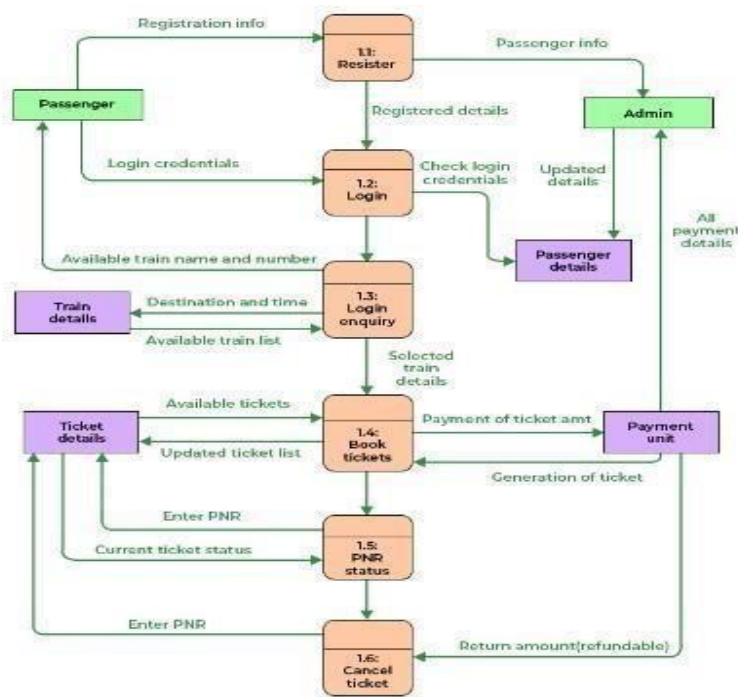 Registration info
1.1:
Resister
Passenger info
Passenger
Admin
Registered details
Login credentials
1.2:
Login
Check login
credentials
Updated
details
All
payment
details
Available train name and number
Passenger
details
1.3:
Login
enquiry
Train
details
Destination and time
Available train list
Selected
train
details
Available tickets
Ticket
details
1.4:
Book
tickets
Payment of ticket amt
Payment
unit
Updated ticket list
Generation of ticket
Enter PNR
1.5:
PNR
status
Current ticket status
Enter PNR
1.6:
Cancel
ticket
Return amount(refundable)